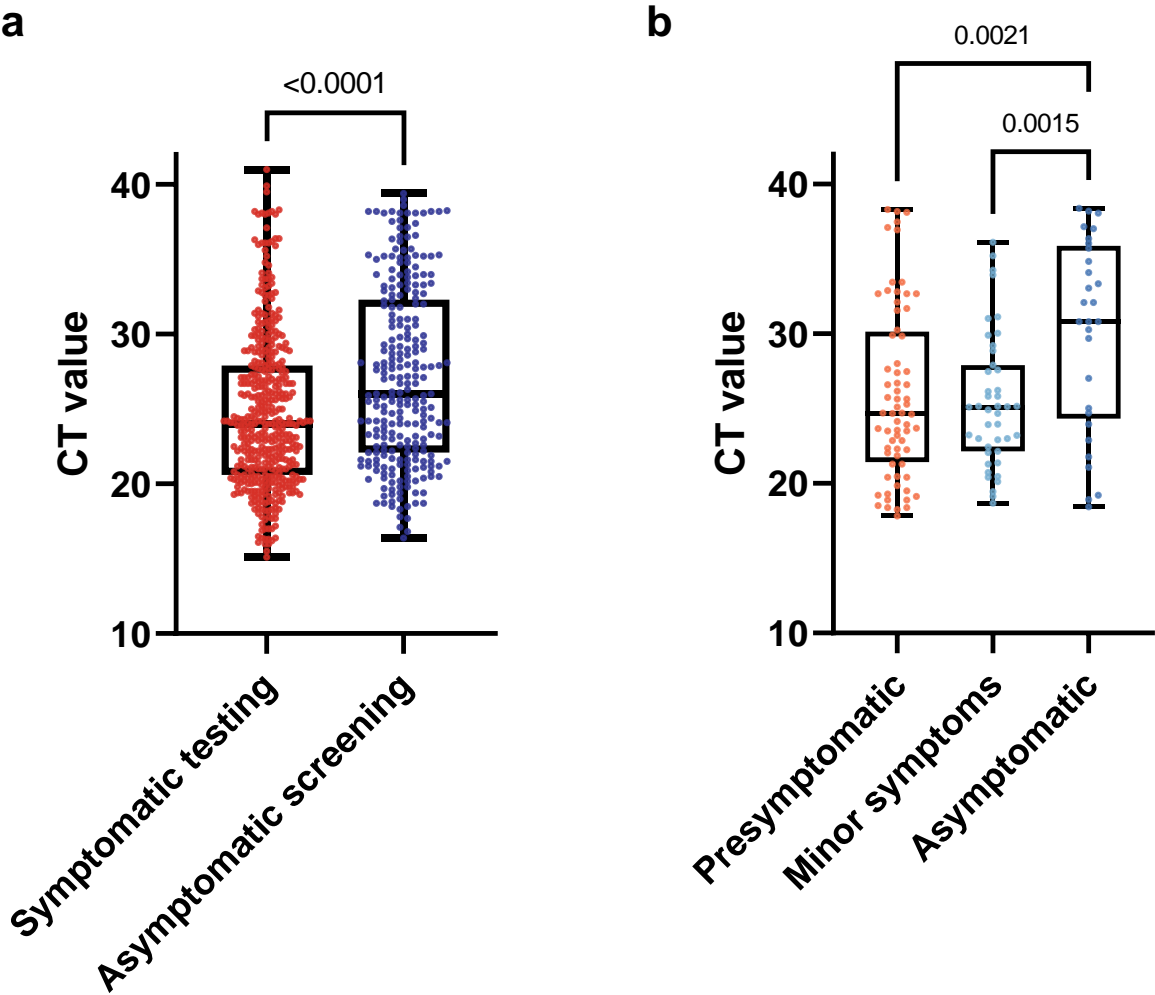 a
<0.0001
40
30
20
10
CT value
Symptomatic testing
Asymptomatic screening
b
0.0021
0.0015
40
30
20
10
CT value
Presymptomatic
Minor symptoms
Asymptomatic